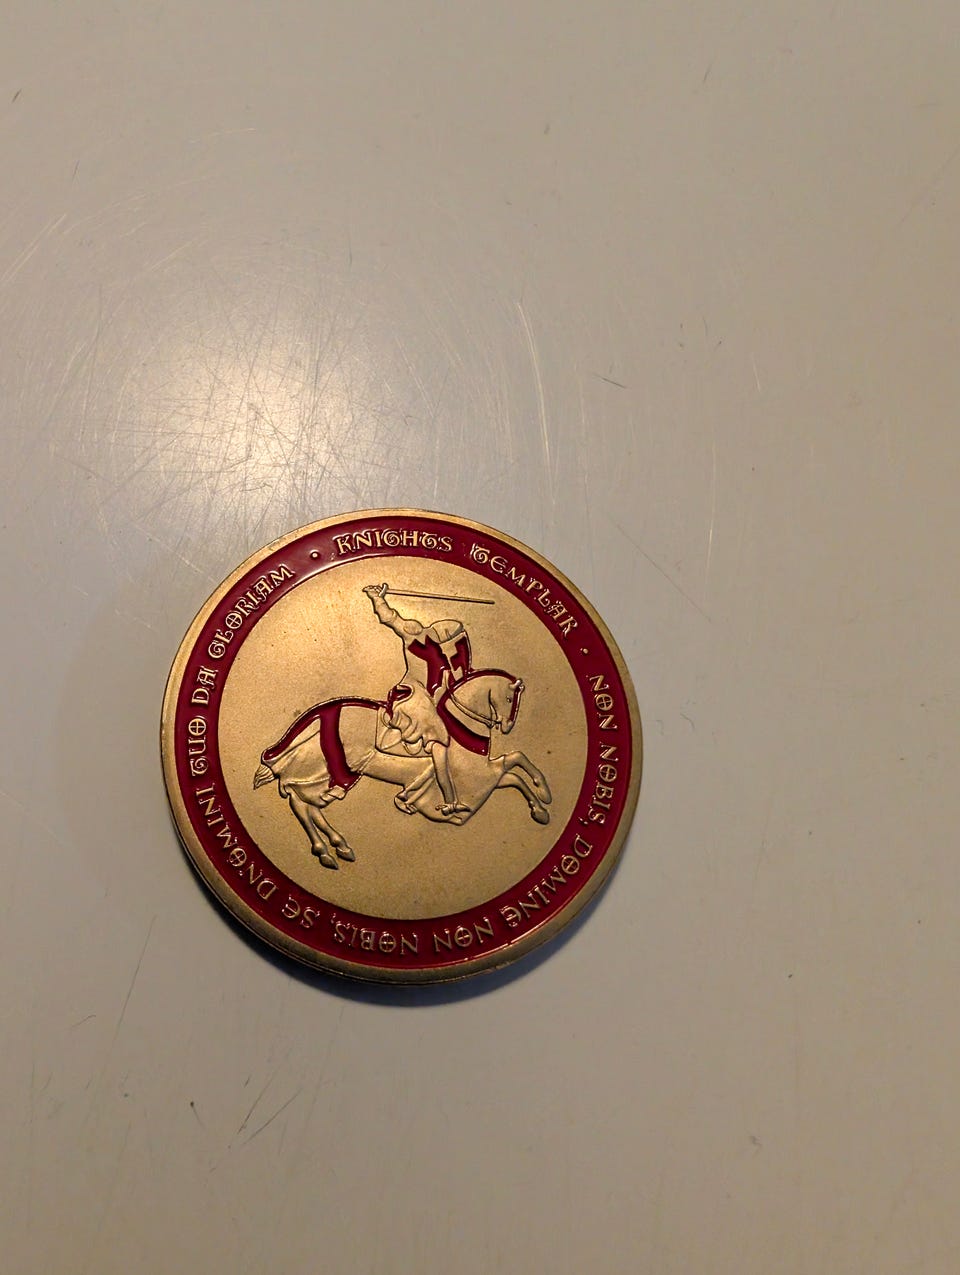 KNIGHTS TEMPLAR · NON NOBIS, DOMINE NON NOBIS, SE DNOMINI TUO DA GLORIAM ·